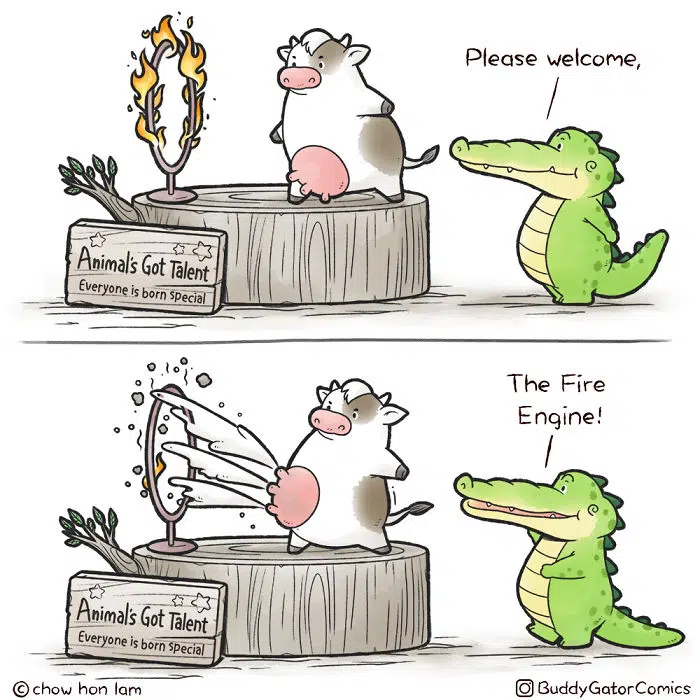 Please welcome,
Animal's Got Talent
Everyone is born special
The Fire
Engine!
Animal's Got Talent
Everyone is born special
© chow hon lam
BuddyGatorComics